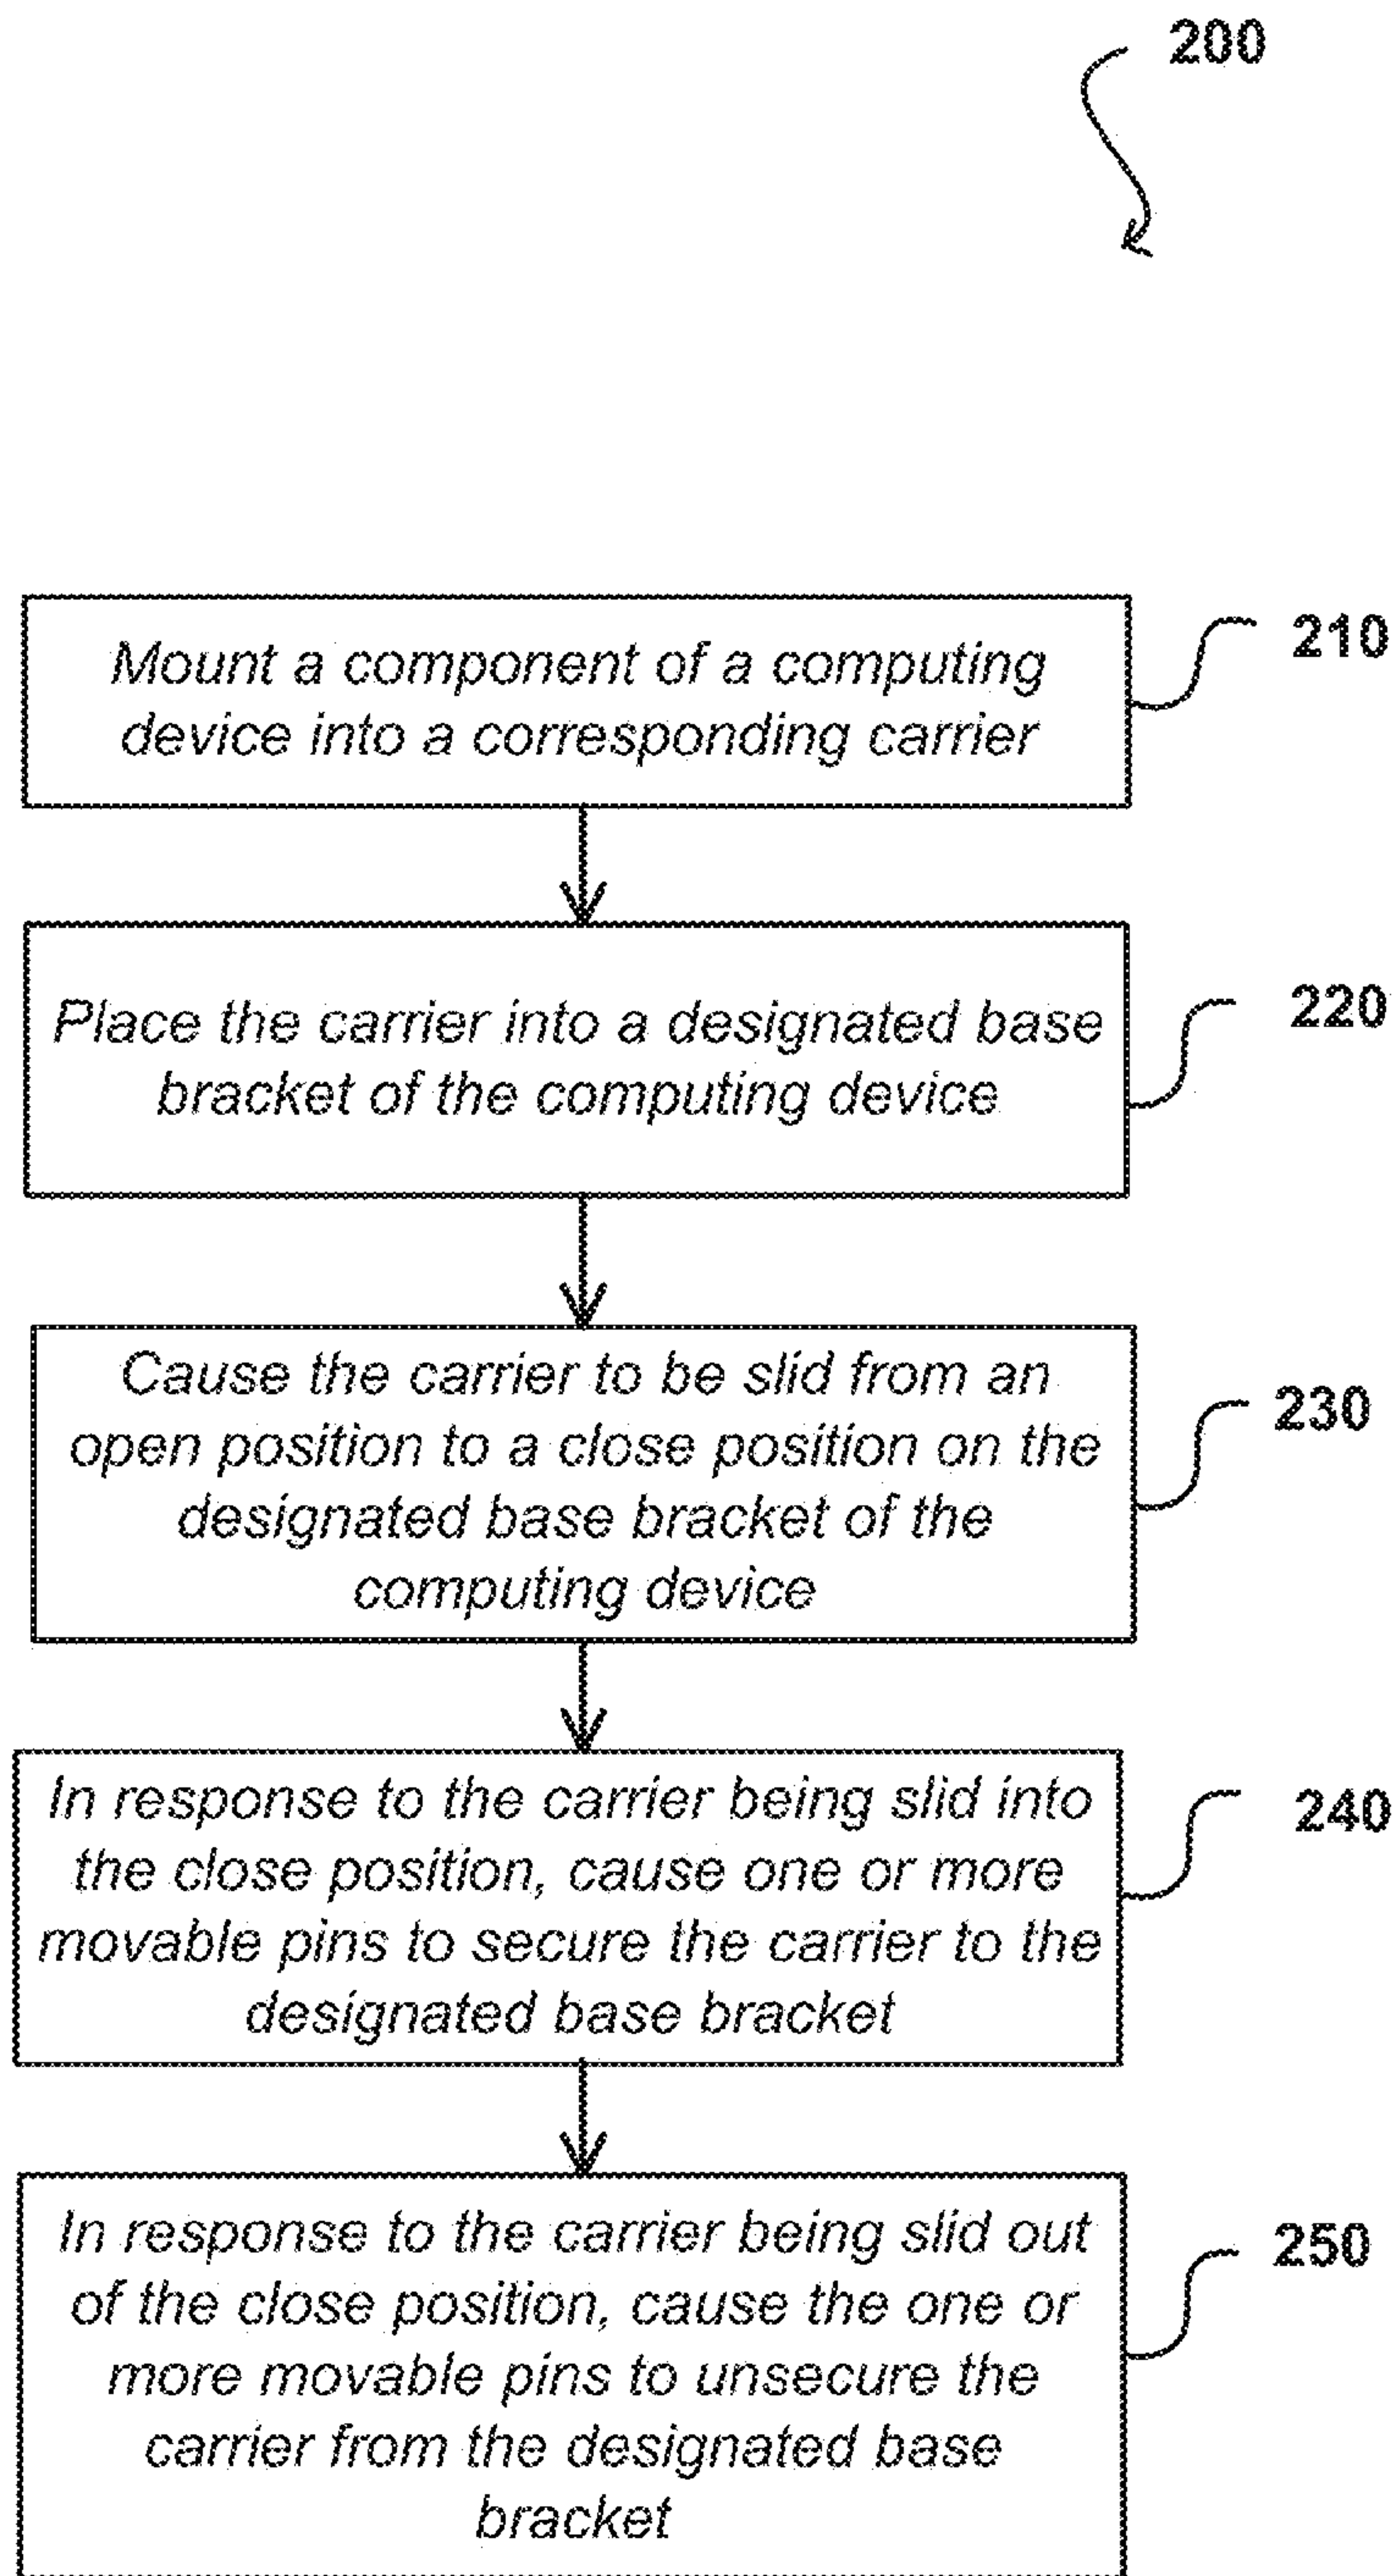 200
Mount a component of a computing
device into a corresponding carrier
210
Place the carrier into a designated base
bracket of the computing device
220
Cause the carrier to be slid from an
open position to a close position on the
designated base bracket of the
computing device
230
In response to the carrier being slid into
the close position, cause one or more
movable pins to secure the carrier to the
designated base bracket
240
In response to the carrier being slid out
of the close position, cause the one or
more movable pins to unsecure the
carrier from the designated base
bracket
250